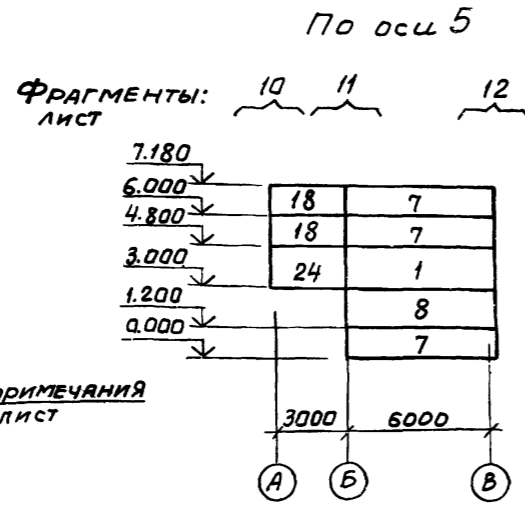 По оси 5
Фрагменты: 10 11 12
лист
7.180
6.000 18 7
4.800 18 7
3.000 24 1
1.200 8
0.000 7
примечания
лист
3000 6000
А Б В